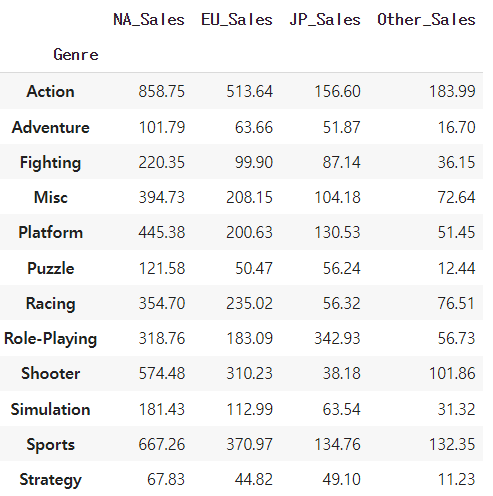 NA_Sales EU_Sales JP_Sales Other_Sales
Genre
Action 858.75 513.64 156.60 183.99
Adventure 101.79 63.66 51.87 16.70
Fighting 220.35 99.90 87.14 36.15
Misc 394.73 208.15 104.18 72.64
Platform 445.38 200.63 130.53 51.45
Puzzle 121.58 50.47 56.24 12.44
Racing 354.70 235.02 56.32 76.51
Role-Playing 318.76 183.09 342.93 56.73
Shooter 574.48 310.23 38.18 101.86
Simulation 181.43 112.99 63.54 31.32
Sports 667.26 370.97 134.76 132.35
Strategy 67.83 44.82 49.10 11.23